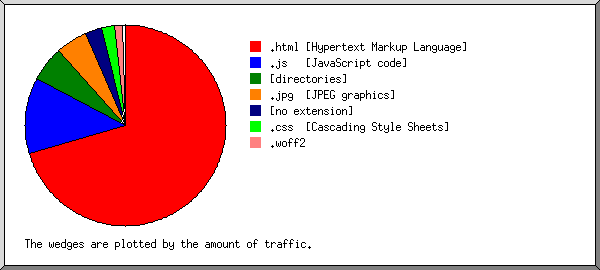 .html [Hypertext Markup Language]
.js [JavaScript code]
[directories]
.jpg [JPEG graphics]
[no extension]
.css [Cascading Style Sheets]
.woff2
The wedges are plotted by the amount of traffic.